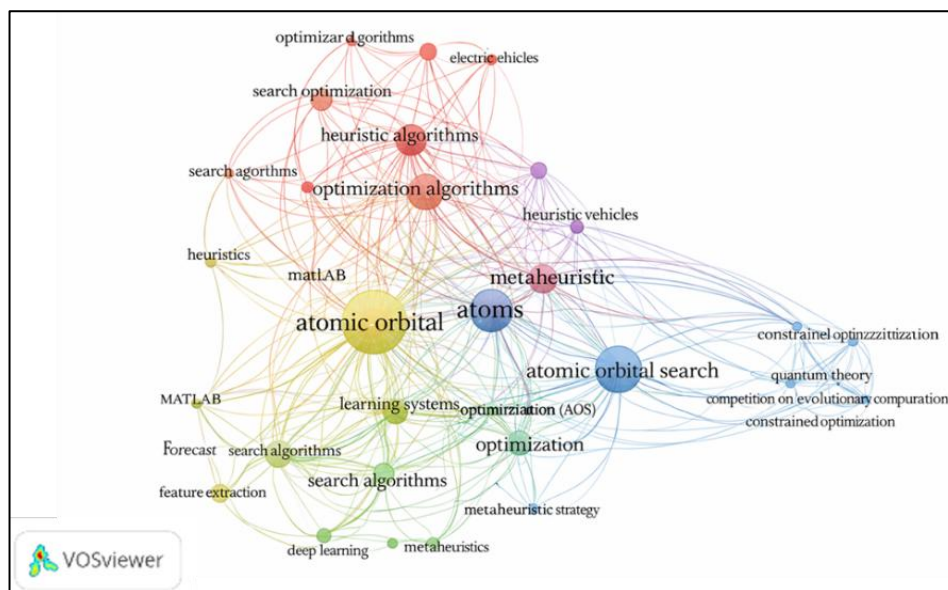 optimizar d gorithms
electric ehicles
search optimization
heuristic algorithms
search agorthms
optimization algorithms
heuristic vehicles
heuristics
matLAB
metaheuristic
atomic orbital
atoms
constrainel optinzzzittizzation
atomic orbital search
quantum theory
MATLAB
learning systems
optimirziation (AOS)
competition on evolutionary compuration
constrained optimization
Forecast
search algorithms
optimization
search algorithms
feature extraction
metaheuristic strategy
deep learning
metaheuristics
VOSviewer